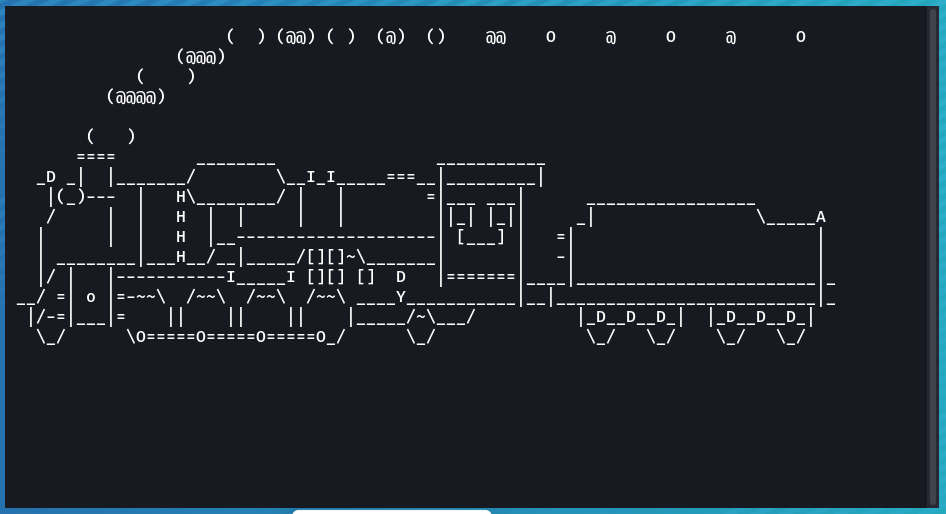 (  ) (@@) ( )  (@)  ()    @@    O     @     O     @      O
                 (@@@)
             (    )
          (@@@@)

        (   )
       ====        ________                ___________
   _D _|  |_______/        \__I_I_____===__|_________|
    |(_)---  |   H\________/ |   |        =|___ ___|      _________________
    /     |  |   H  |  |     |   |         ||_| |_||     _|                \_____A
   |      |  |   H  |__--------------------| [___] |   =|                        |
   | ________|___H__/__|_____/[][]~\_______|       |   -|                        |
   |/ |   |-----------I_____I [][] []  D   |=======|____|________________________|_
__/ =| o |=-~~\  /~~\  /~~\  /~~\ ____Y___________|__|__________________________|_
 |/-=|___|=    ||    ||    ||     |_____/~\___/          |_D__D__D_|  |_D__D__D_|
  \_/      \O=====O=====O=====O_/      \_/               \_/   \_/    \_/   \_/